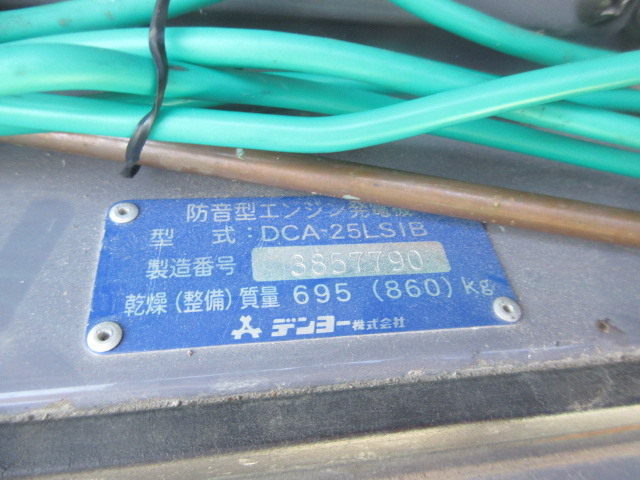 防音型エンジン発電機
型 式:DCA-25LSIB
製造番号 3857790
乾燥(整備)質量 695 (860)kg
デンヨー株式会社